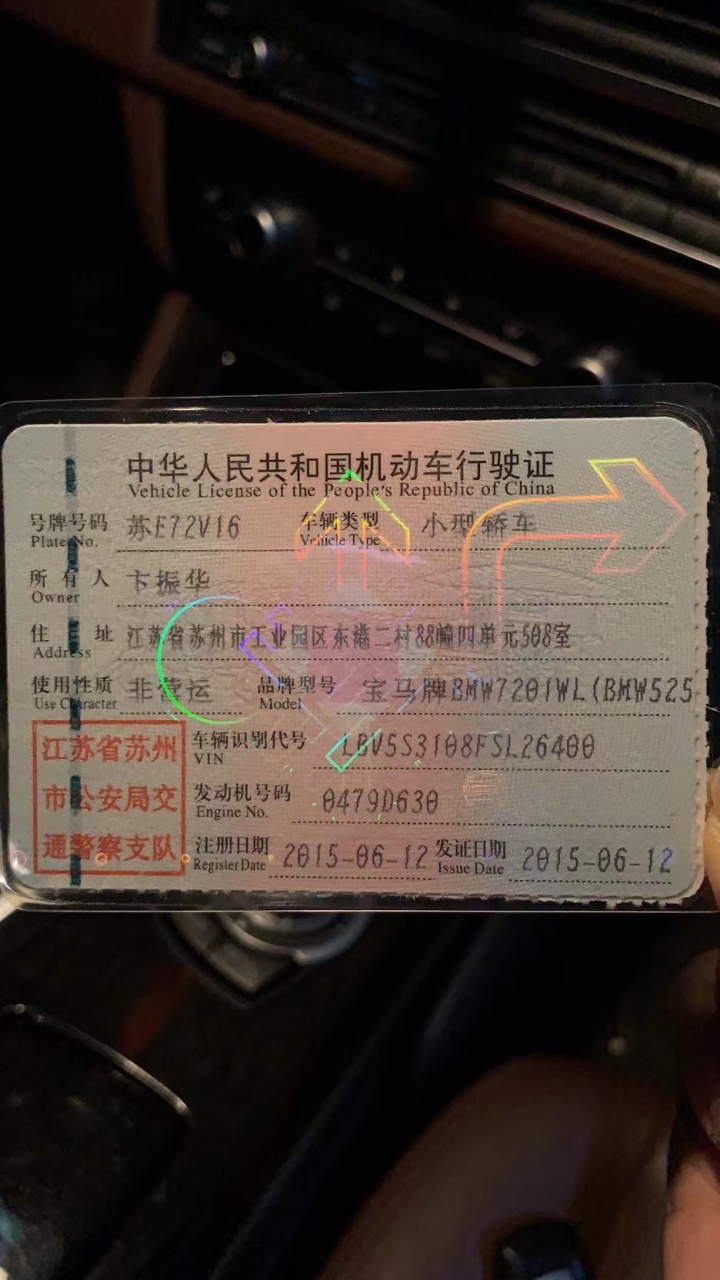 中华人民共和国机动车行驶证
Vehicle License of the People's Republic of China
号牌号码 苏E72V16 车辆类型 小型轿车
Plate No. Vehicle Type
所有人 卞振华
Owner
住址 江苏省苏州市工业园区东港二村88幢四单元508室
Address
使用性质 非营运 品牌型号 宝马牌BMW7201WL(BMW525
Use Character Model
江苏省苏州 车辆识别代号 LBV5S3108FSL26400
VIN
市公安局交 发动机号码 0479D630
Engine No.
通警察支队 注册日期 2015-06-12 发证日期 2015-06-12
Register Date Issue Date